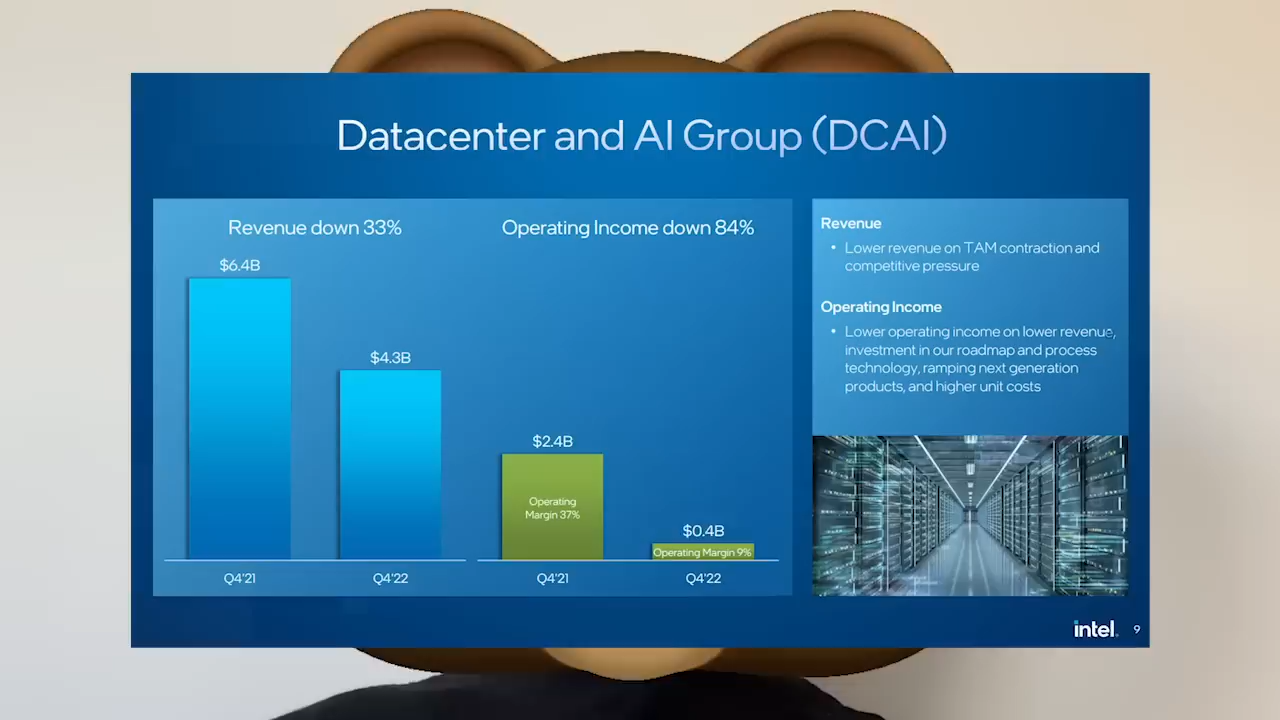 Datacenter and AI Group (DCAI)
Revenue down 33%
$6.4B
$4.3B
Q4'21
Q4'22
Operating Income down 84%
$2.4B
Operating
Margin 37%
$0.4B
Operating Margin 9%
Q4'21
Q4'22
Revenue
• Lower revenue on TAM contraction and
competitive pressure
Operating Income
• Lower operating income on lower revenue,
investment in our roadmap and process
technology, ramping next generation
products, and higher unit costs
intel.
9